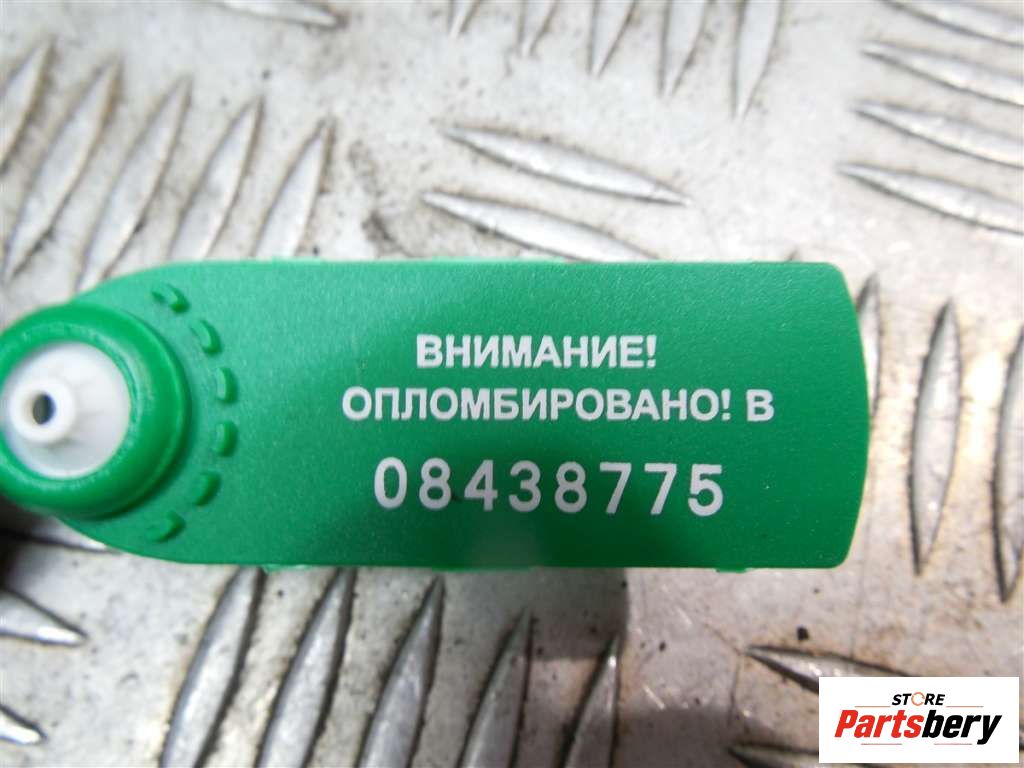 ВНИМАНИЕ!
ОПЛОМБИРОВАНО! В
08438775
STORE
Partsbery